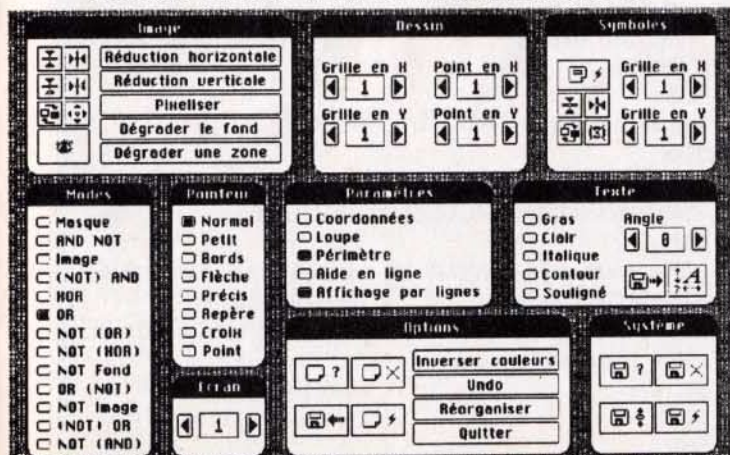 Image
Réduction horizontale
Réduction verticale
Pixeliser
Dégrader le fond
Dégrader une zone
Dessin
Grille en X
1
Point en X
1
Grille en Y
1
Point en Y
1
Symboles
Grille en X
1
Grille en Y
1
Modes
Masque
AND NOT
Image
(NOT) AND
XOR
OR
NOT (OR)
NOT (XOR)
NOT Fond
OR (NOT)
NOT Image
(NOT) OR
NOT (AND)
Pointeur
Normal
Petit
Bords
Flèche
Précis
Repère
Croix
Point
Ecran
1
Paramètres
Coordonnées
Loupe
Périmètre
Aide en ligne
Affichage par lignes
Texte
Gras
Clair
Italique
Contour
Souligné
Angle
0
Options
Inverser couleurs
Undo
Réorganiser
Quitter
Système